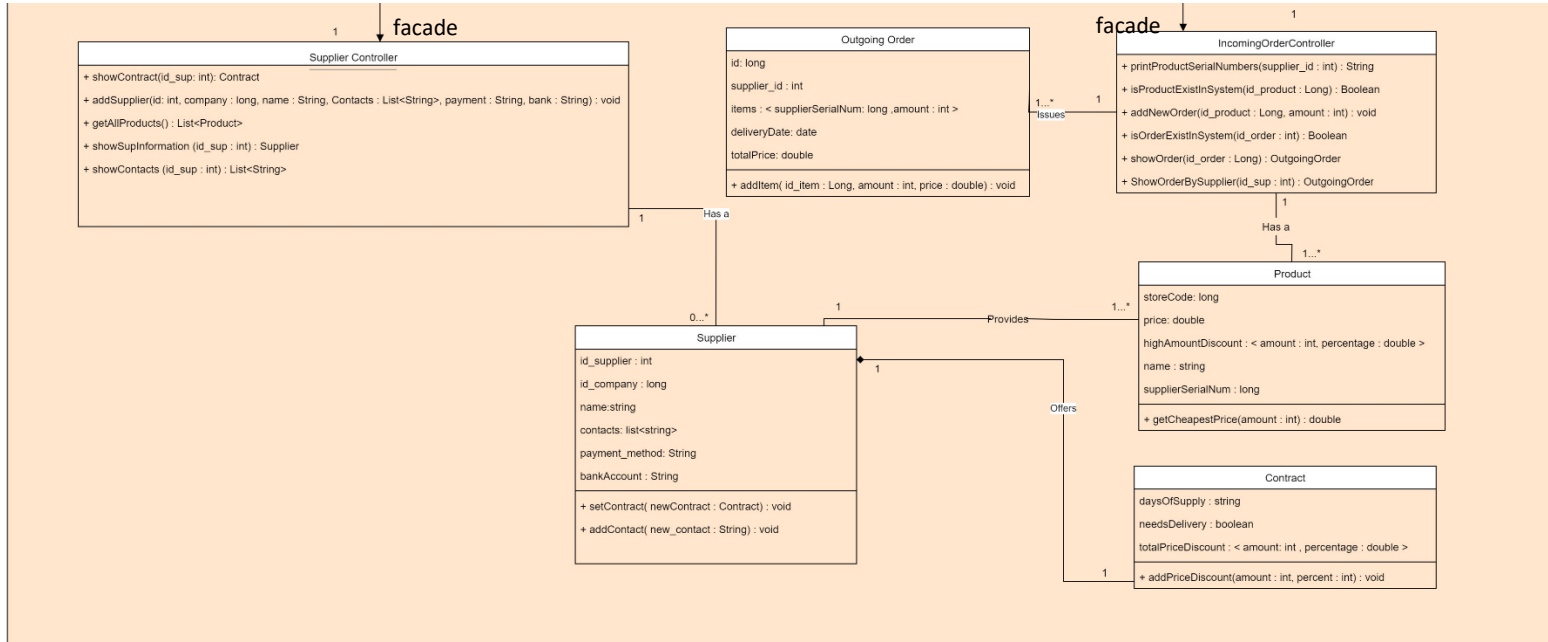 1
facade
Supplier Controller
+ showContract(id_sup: int): Contract
+ addSupplier(id: int, company : long, name : String, Contacts : List<String>, payment : String, bank : String) : void
+ getAllProducts() : List<Product>
+ showSupInformation (id_sup : int) : Supplier
+ showContacts (id_sup : int) : List<String>
1
Has a
0...*
Outgoing Order
id: long
supplier_id : int
items : < supplierSerialNum: long ,amount : int >
deliveryDate: date
totalPrice: double
+ addItem( id_item : Long, amount : int, price : double) : void
1...*
Issues
1
facade
1
IncomingOrderController
+ printProductSerialNumbers(supplier_id : int) : String
+ isProductExistInSystem(id_product : Long) : Boolean
+ addNewOrder(id_product : Long, amount : int) : void
+ isOrderExistInSystem(id_order : int) : Boolean
+ showOrder(id_order : Long) : OutgoingOrder
+ ShowOrderBySupplier(id_sup : int) : OutgoingOrder
1
Has a
1...*
Product
storeCode: long
price: double
highAmountDiscount : < amount : int, percentage : double >
name : string
supplierSerialNum : long
+ getCheapestPrice(amount : int) : double
1
Provides
1...*
Supplier
id_supplier : int
id_company : long
name:string
contacts: list<string>
payment_method: String
bankAccount : String
+ setContract( newContract : Contract) : void
+ addContact( new_contact : String) : void
1
Offers
1
Contract
daysOfSupply : string
needsDelivery : boolean
totalPriceDiscount : < amount: int , percentage : double >
+ addPriceDiscount(amount : int, percent : int) : void